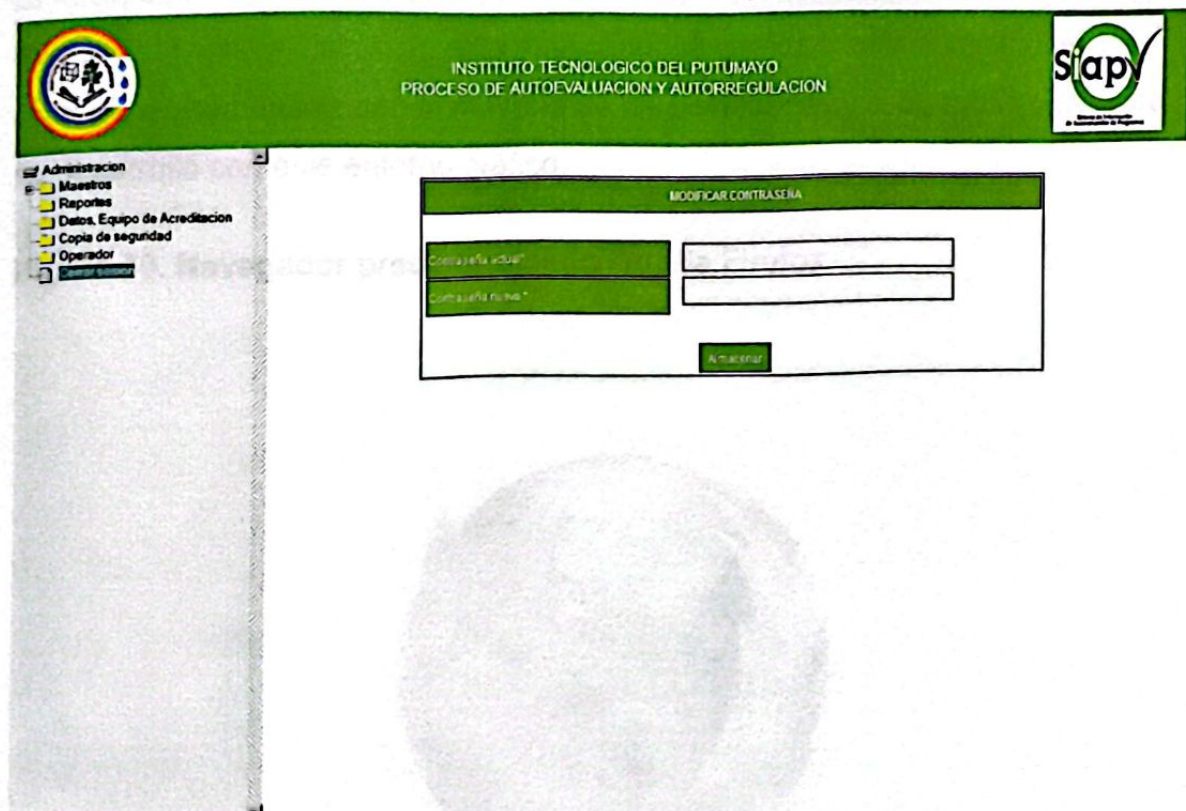 INSTITUTO TECNOLOGICO DEL PUTUMAYO
PROCESO DE AUTOEVALUACION Y AUTORREGULACION
Siap
Administracion
Maestros
Reportes
Datos, Equipo de Acreditacion
Copia de seguridad
Operador
Cerrar sesion
MODIFICAR CONTRASEÑA
Contraseña actual*
Contraseña nueva *
Almacenar